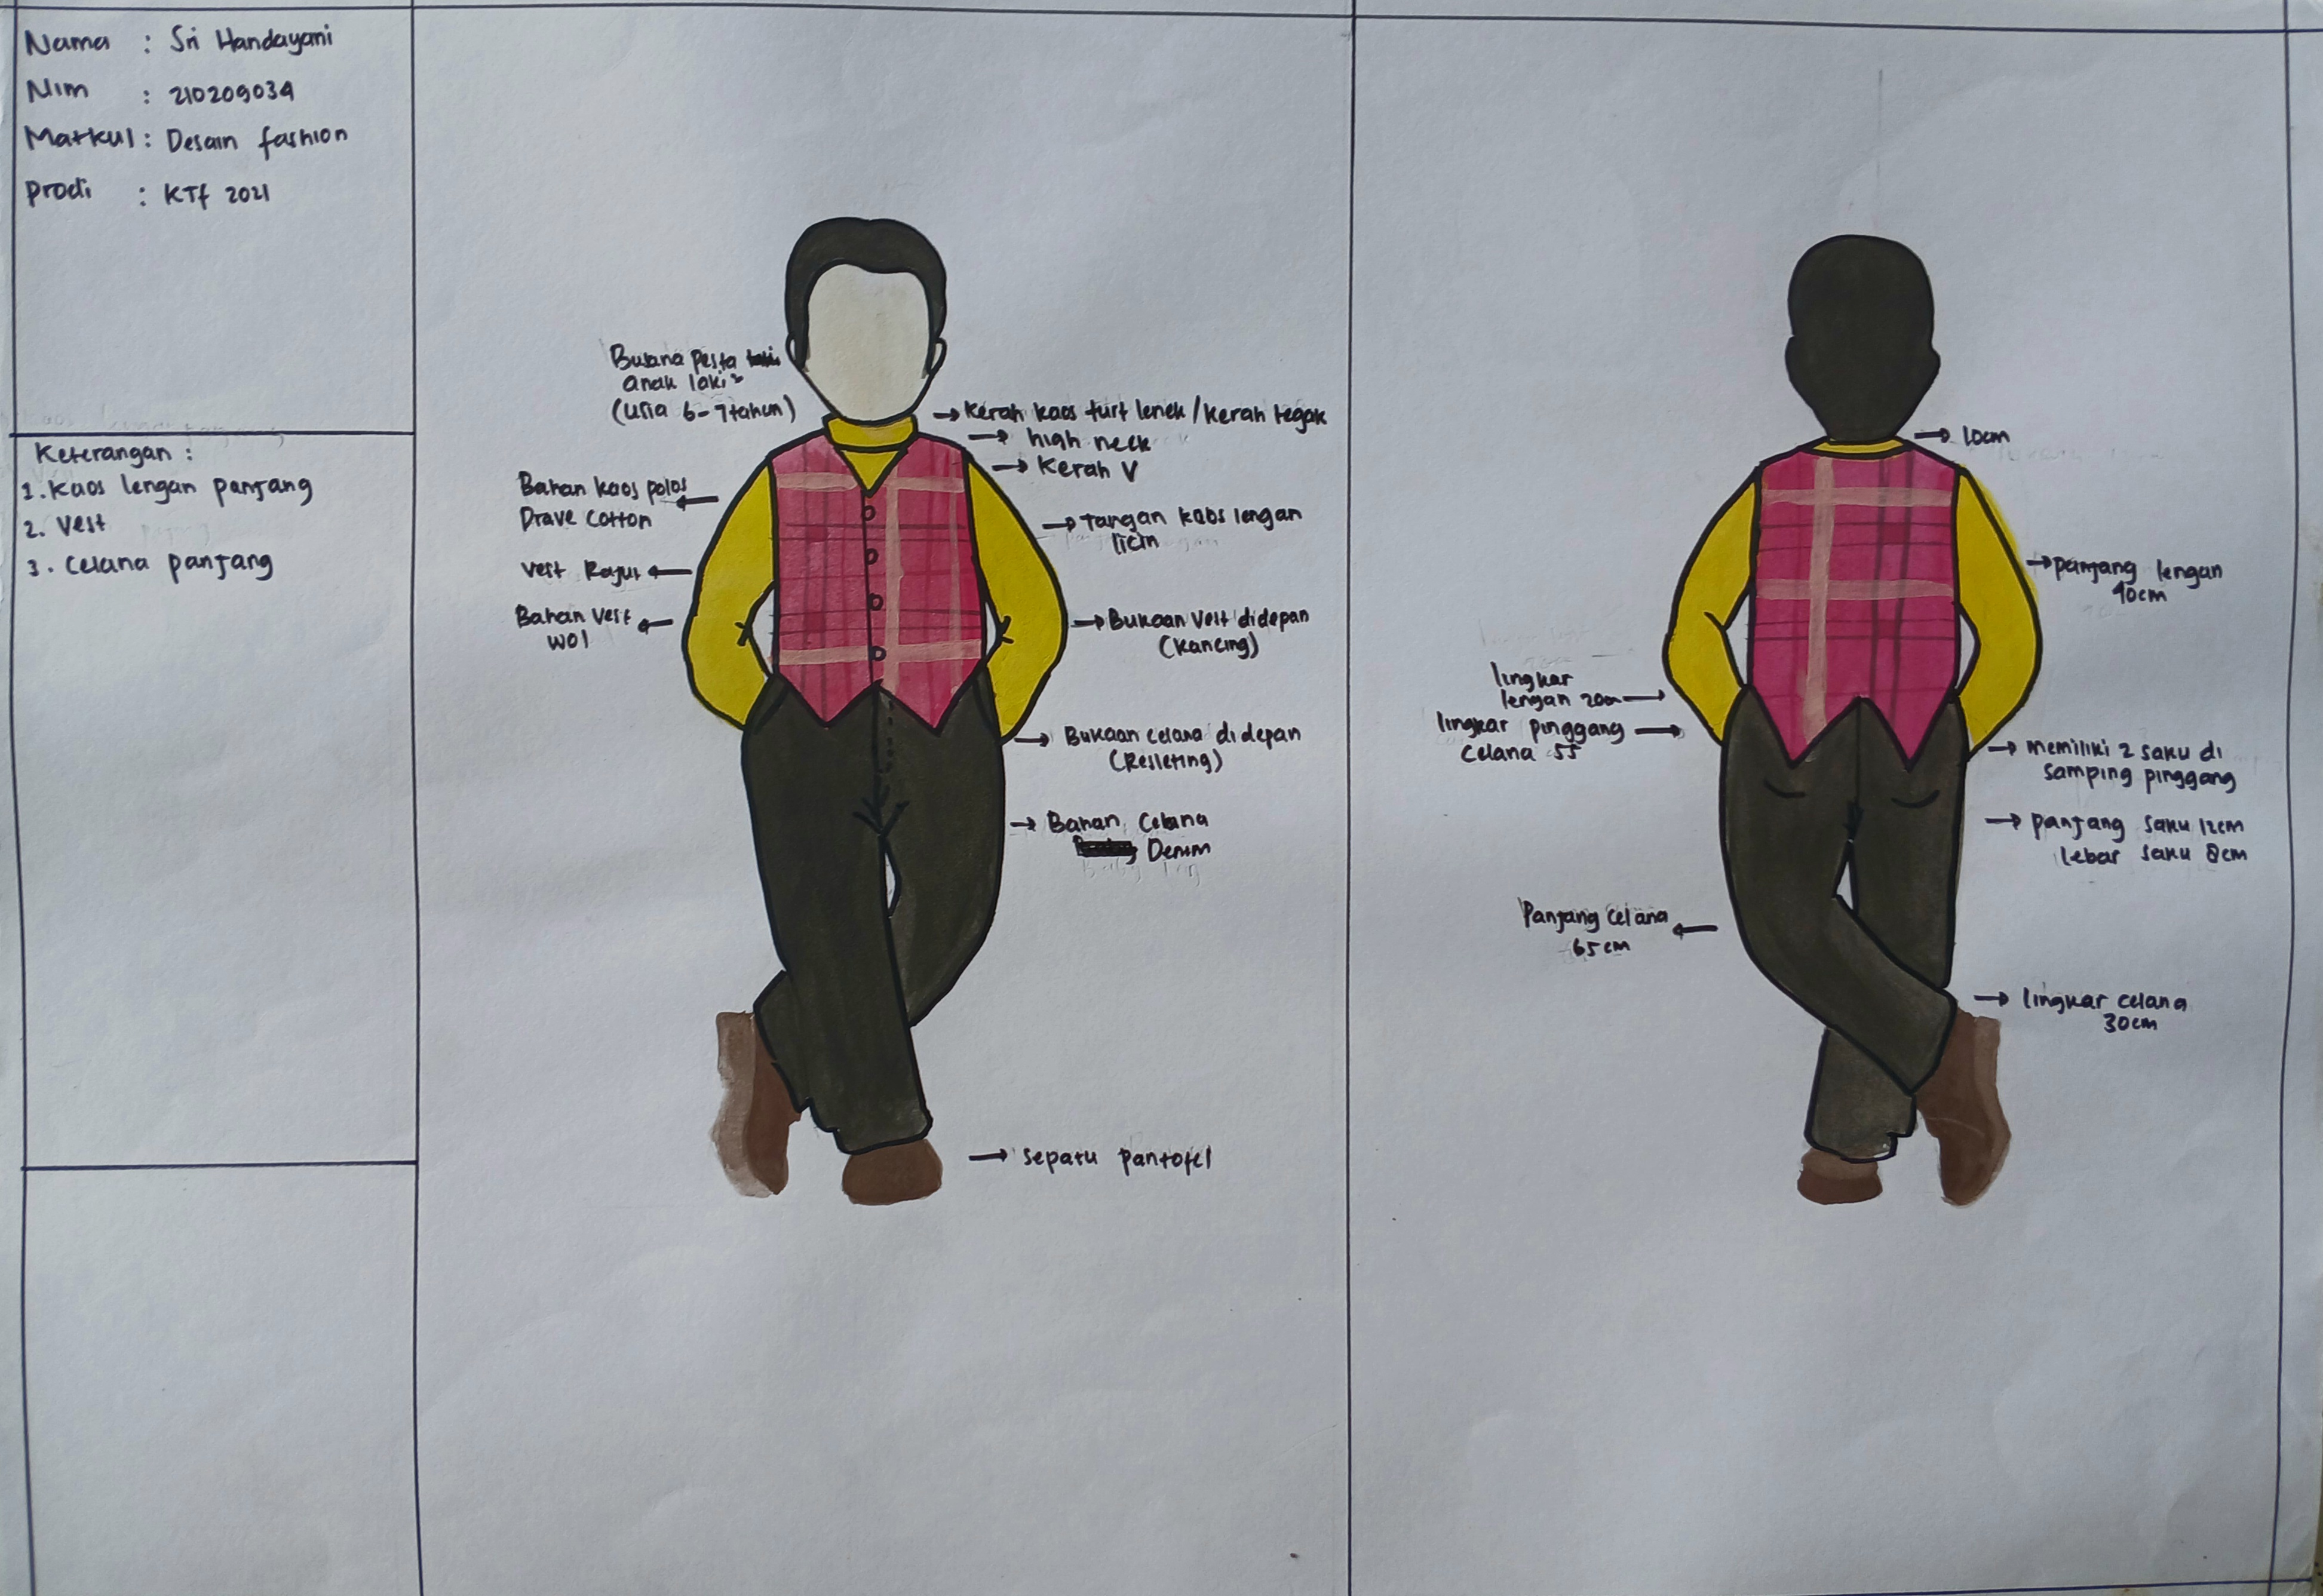 Nama : Sri Handayani
Nim : 210209034
Matkul : Desain fashion
prodi : KTf 2021
Keterangan :
1. Kaos lengan panjang
2. Vest
3. Celana panjang
Busana pesta
anak laki²
(Usia 6-7 tahun)
Bahan kaos polos
Drave Cotton
Vest Rajut
Bahan Vest
wol
Kerah kaos turt lenek / Kerah tegak
high neck
Kerah V
Tangan kaos lengan
licin
Bukaan Vest didepan
(Kancing)
Bukaan celana di depan
(Resleting)
Bahan Celana
Denim
Sepatu pantofel
10cm
panjang lengan
40cm
lingkar
lengan 20cm
lingkar pinggang
celana 55
memiliki 2 saku di
samping pinggang
panjang saku 12cm
lebar saku 8cm
Panjang celana
65cm
lingkar celana
30cm